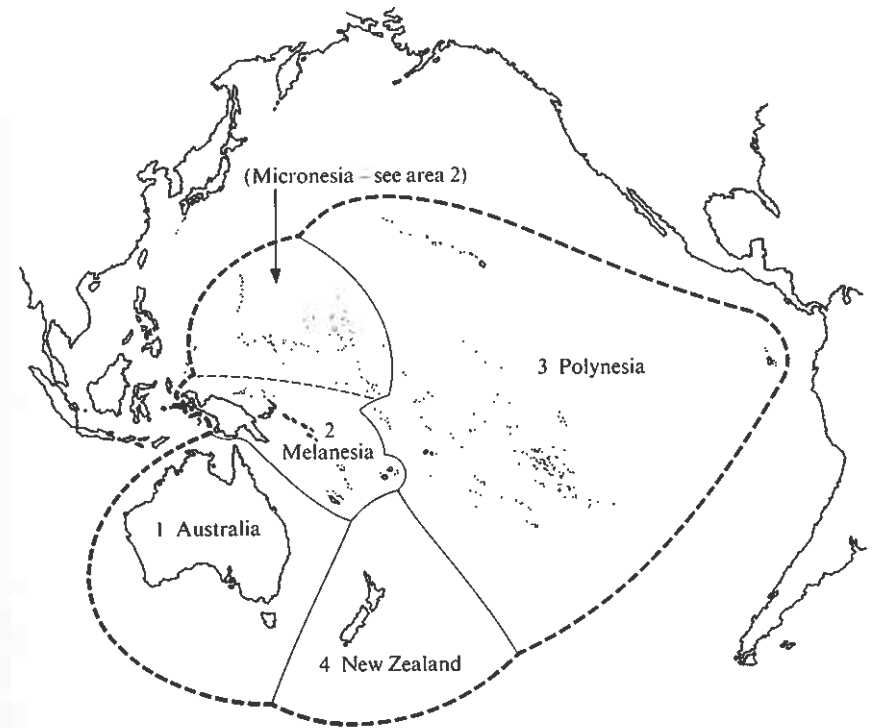 (Micronesia – see area 2)
3 Polynesia
2
Melanesia
1 Australia
4 New Zealand